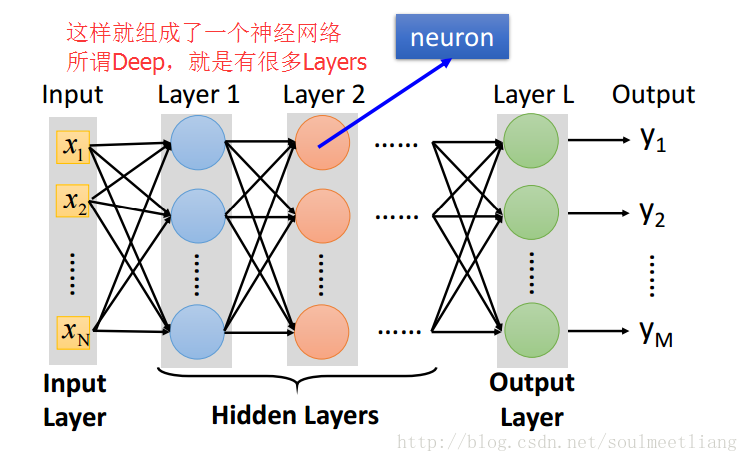 这样就组成了一个神经网络
所谓Deep，就是有很多Layers
neuron
Input Layer 1 Layer 2 Layer L Output
x1 ...... y1
x2 ...... y2
...... ...... ...... ...... ......
xN ...... yM
Input
Layer
Hidden Layers
Output
Layer
http://blog.csdn.net/soulmeetliang